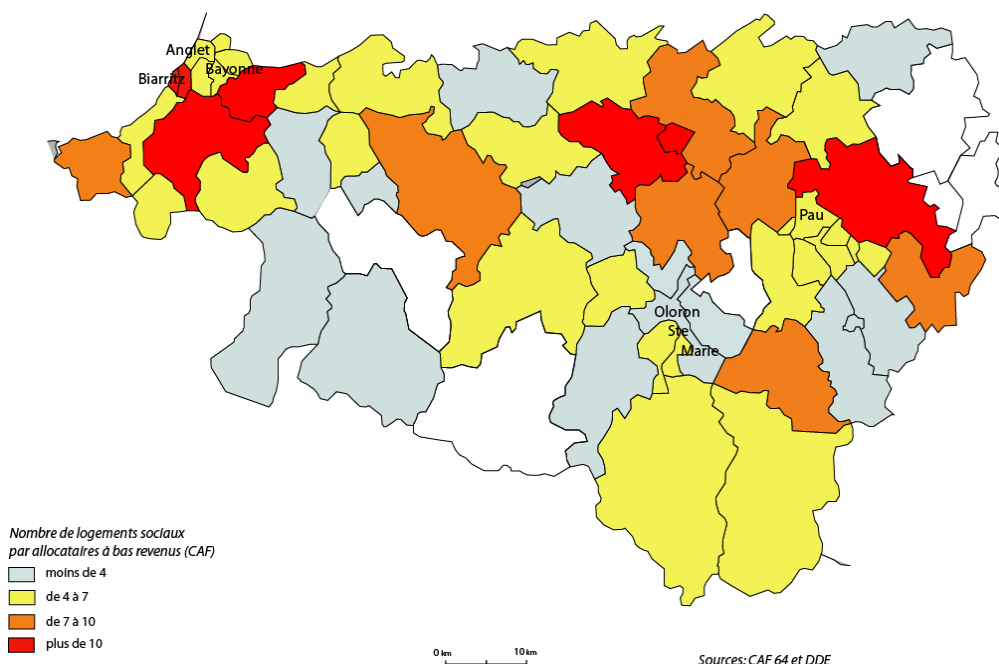 Anglet
Bayonne
Biarritz
Pau
Oloron
Ste
Marie
Nombre de logements sociaux
par allocataires à bas revenus (CAF)
moins de 4
de 4 à 7
de 7 à 10
plus de 10
0 km 10 km
Sources: CAF 64 et DDE